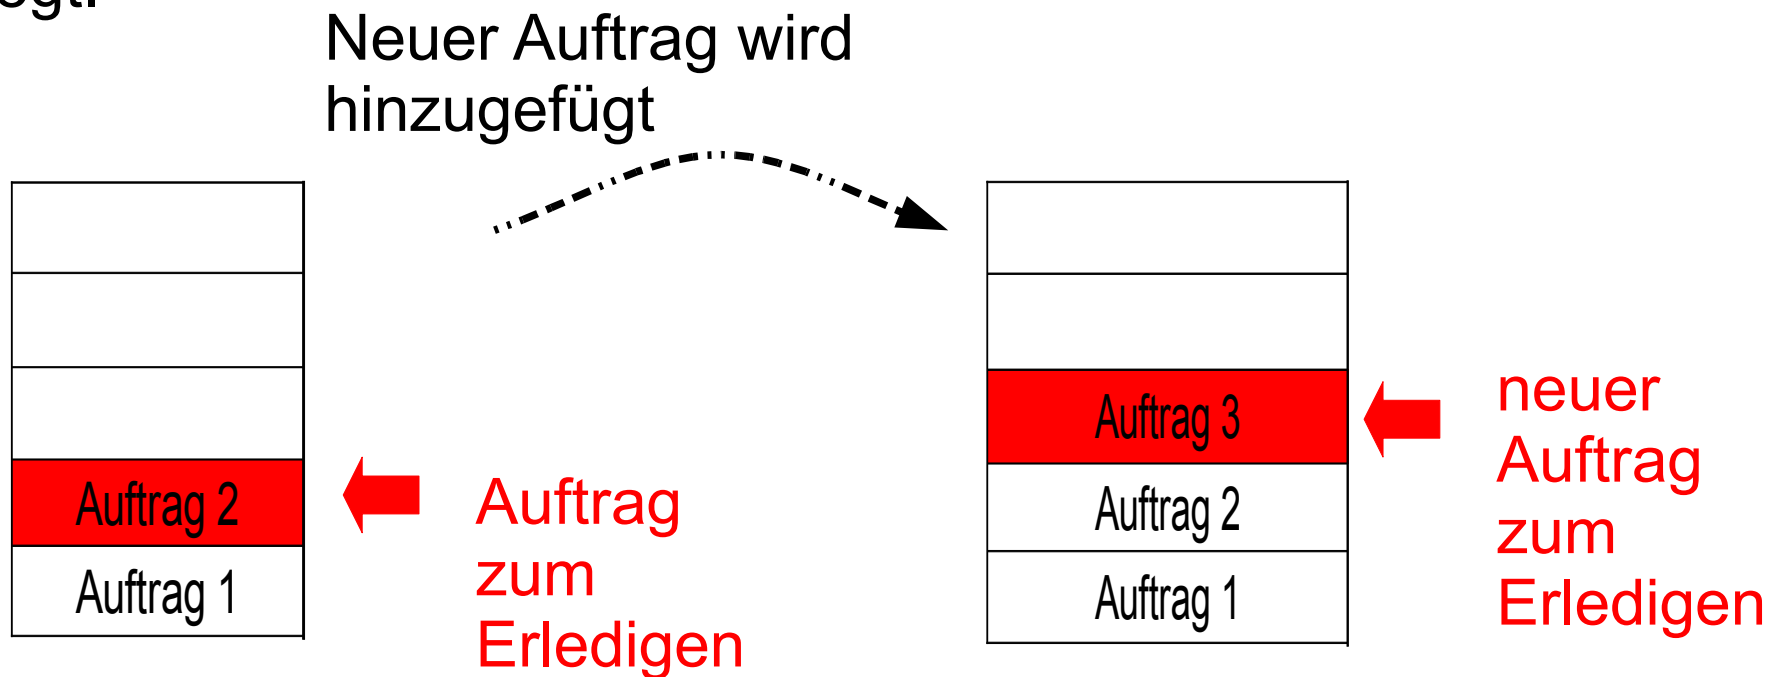 Neuer Auftrag wird
hinzugefügt
Auftrag 2
Auftrag 1
Auftrag
zum
Erledigen
Auftrag 3
Auftrag 2
Auftrag 1
neuer
Auftrag
zum
Erledigen